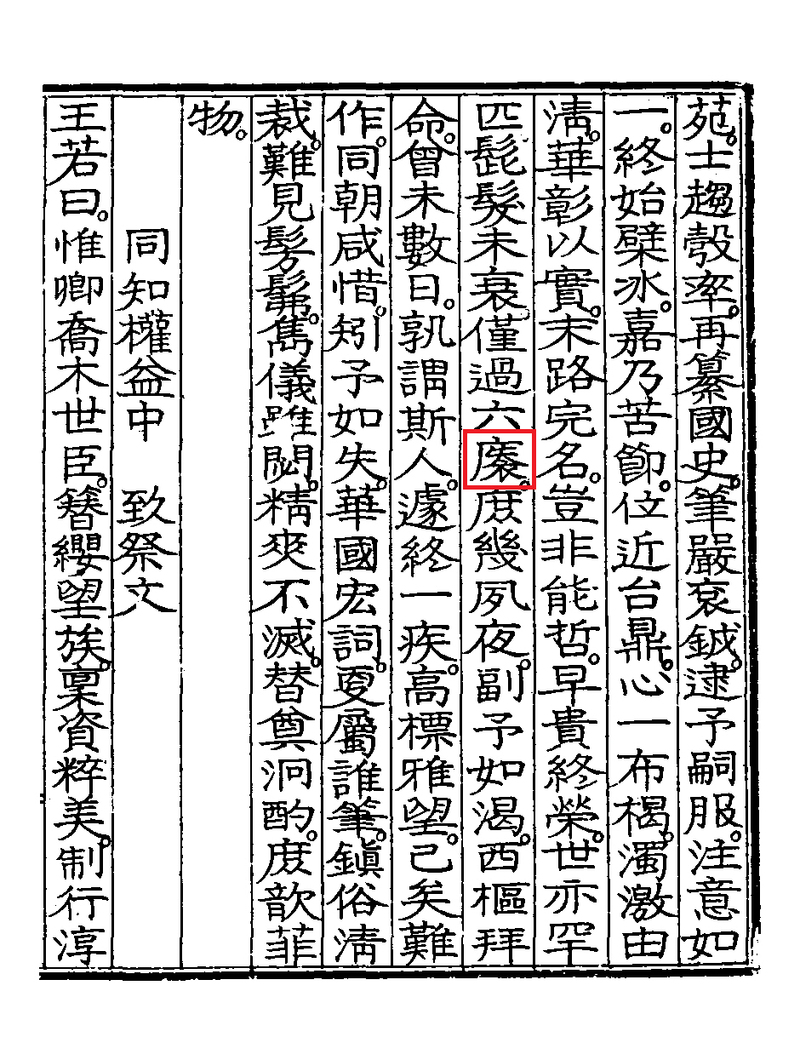 苑。士趨彀率。再纂國史。筆嚴袞鉞。逮予嗣服。注意如
一。終始檗氷。嘉乃苦節。位近台鼎。心一布褐。濁激由
淸。華彰以實。末路完名。豈非能哲。早貴終榮。世亦罕
匹。髭髮未衰。僅過六褰。庶幾夙夜。副予如渴。西樞拜
命。曾未數日。孰謂斯人。遽終一疾。高標雅望。已矣難
作。同朝咸惜。矧予如失。華國宏詞。更屬誰筆。鎭俗淸
裁。難見髣髴。雋儀雖閟。精爽不滅。替奠泂酌。庶歆菲
物。
同知權益中 致祭文
王若曰。惟卿喬木世臣。簪纓望族。稟資粹美。制行淳